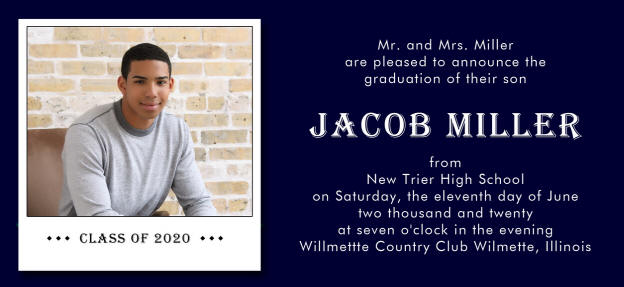 Mr. and Mrs. Miller
are pleased to announce the
graduation of their son
JACOB MILLER
from
New Trier High School
on Saturday, the eleventh day of June
two thousand and twenty
at seven o'clock in the evening
Willmettte Country Club Wilmette, Illinois
CLASS OF 2020